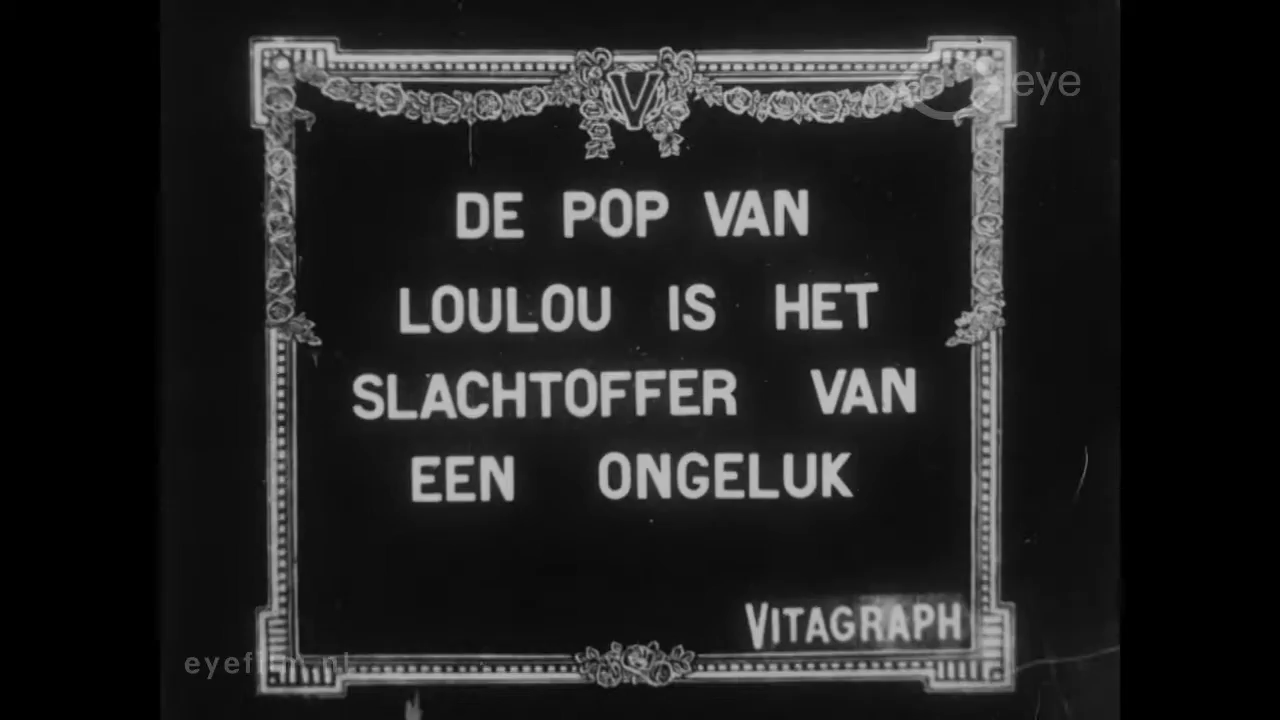 V
eye
DE POP VAN
LOULOU IS HET
SLACHTOFFER VAN
EEN ONGELUK
VITAGRAPH
eyefilm.nl